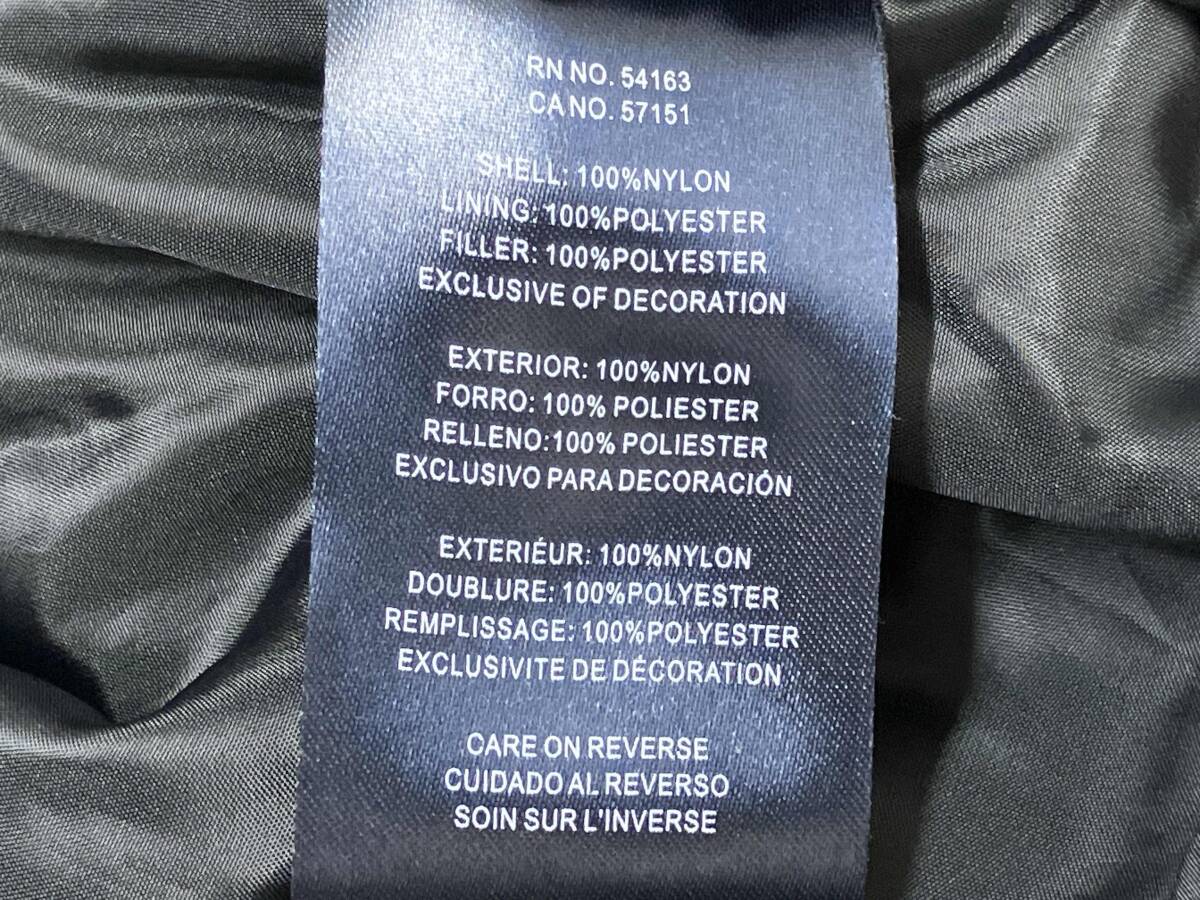 RN NO. 54163
CA NO. 57151
SHELL: 100%NYLON
LINING: 100%POLYESTER
FILLER: 100%POLYESTER
EXCLUSIVE OF DECORATION
EXTERIOR: 100%NYLON
FORRO: 100% POLIESTER
RELLENO:100% POLIESTER
EXCLUSIVO PARA DECORACIÓN
EXTERIÉUR: 100%NYLON
DOUBLURE: 100%POLYESTER
REMPLISSAGE: 100%POLYESTER
EXCLUSIVITE DE DÉCORATION
CARE ON REVERSE
CUIDADO AL REVERSO
SOIN SUR L'INVERSE